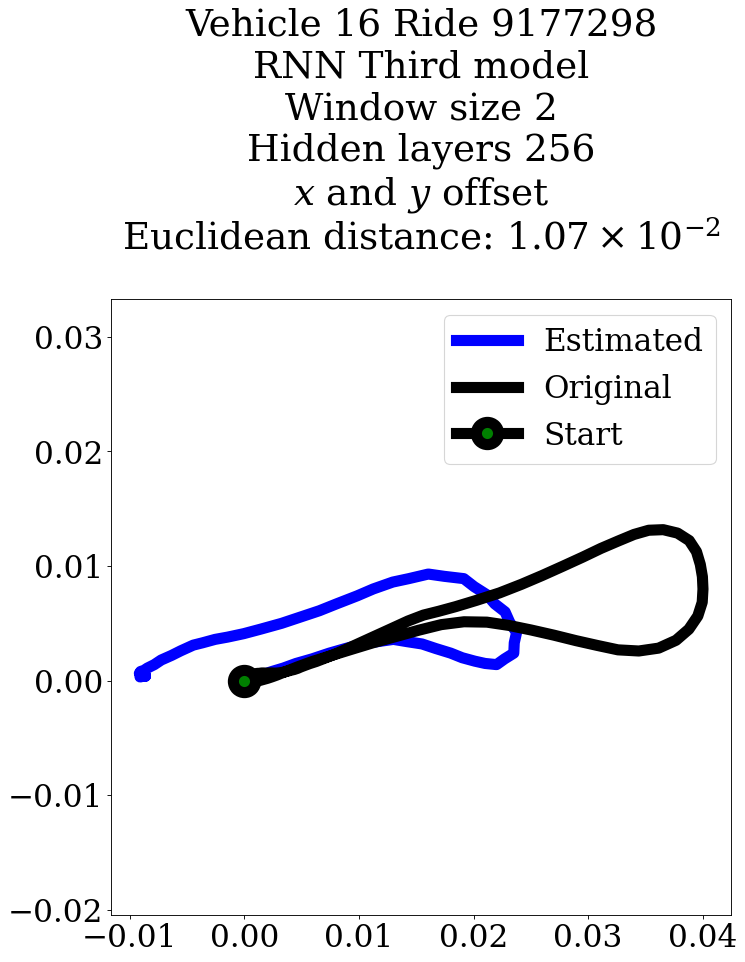 Vehicle 16 Ride 9177298
RNN Third model
Window size 2
Hidden layers 256
x and y offset
Euclidean distance: 1.07 × 10⁻²
Estimated
Original
Start
0.03
0.02
0.01
0.00
−0.01
−0.02
−0.01 0.00 0.01 0.02 0.03 0.04